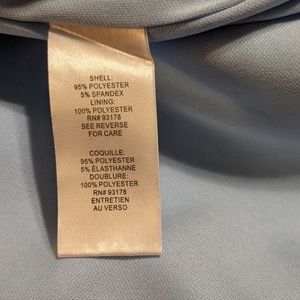 SHELL:
95% POLYESTER
5% SPANDEX
LINING:
100% POLYESTER
RN# 93178
SEE REVERSE
FOR CARE
COQUILLE:
95% POLYESTER
5% ÉLASTHANNE
DOUBLURE:
100% POLYESTER
RN# 93178
ENTRETIEN
AU VERSO